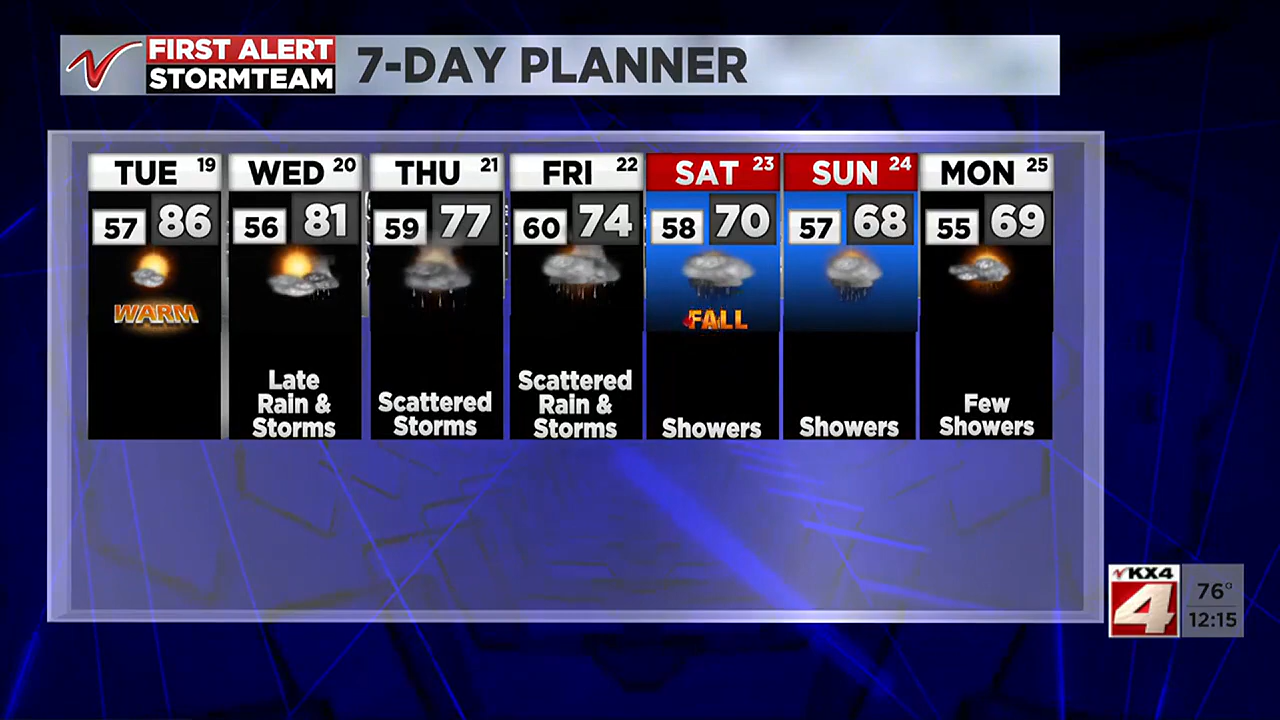 FIRST ALERT
STORMTEAM
7-DAY PLANNER
TUE 19
57 86
WARM
WED 20
56 81
Late
Rain &
Storms
THU 21
59 77
Scattered
Storms
FRI 22
60 74
Scattered
Rain &
Storms
SAT 23
58 70
FALL
Showers
SUN 24
57 68
Showers
MON 25
55 69
Few
Showers
KX4
4
76°
12:15